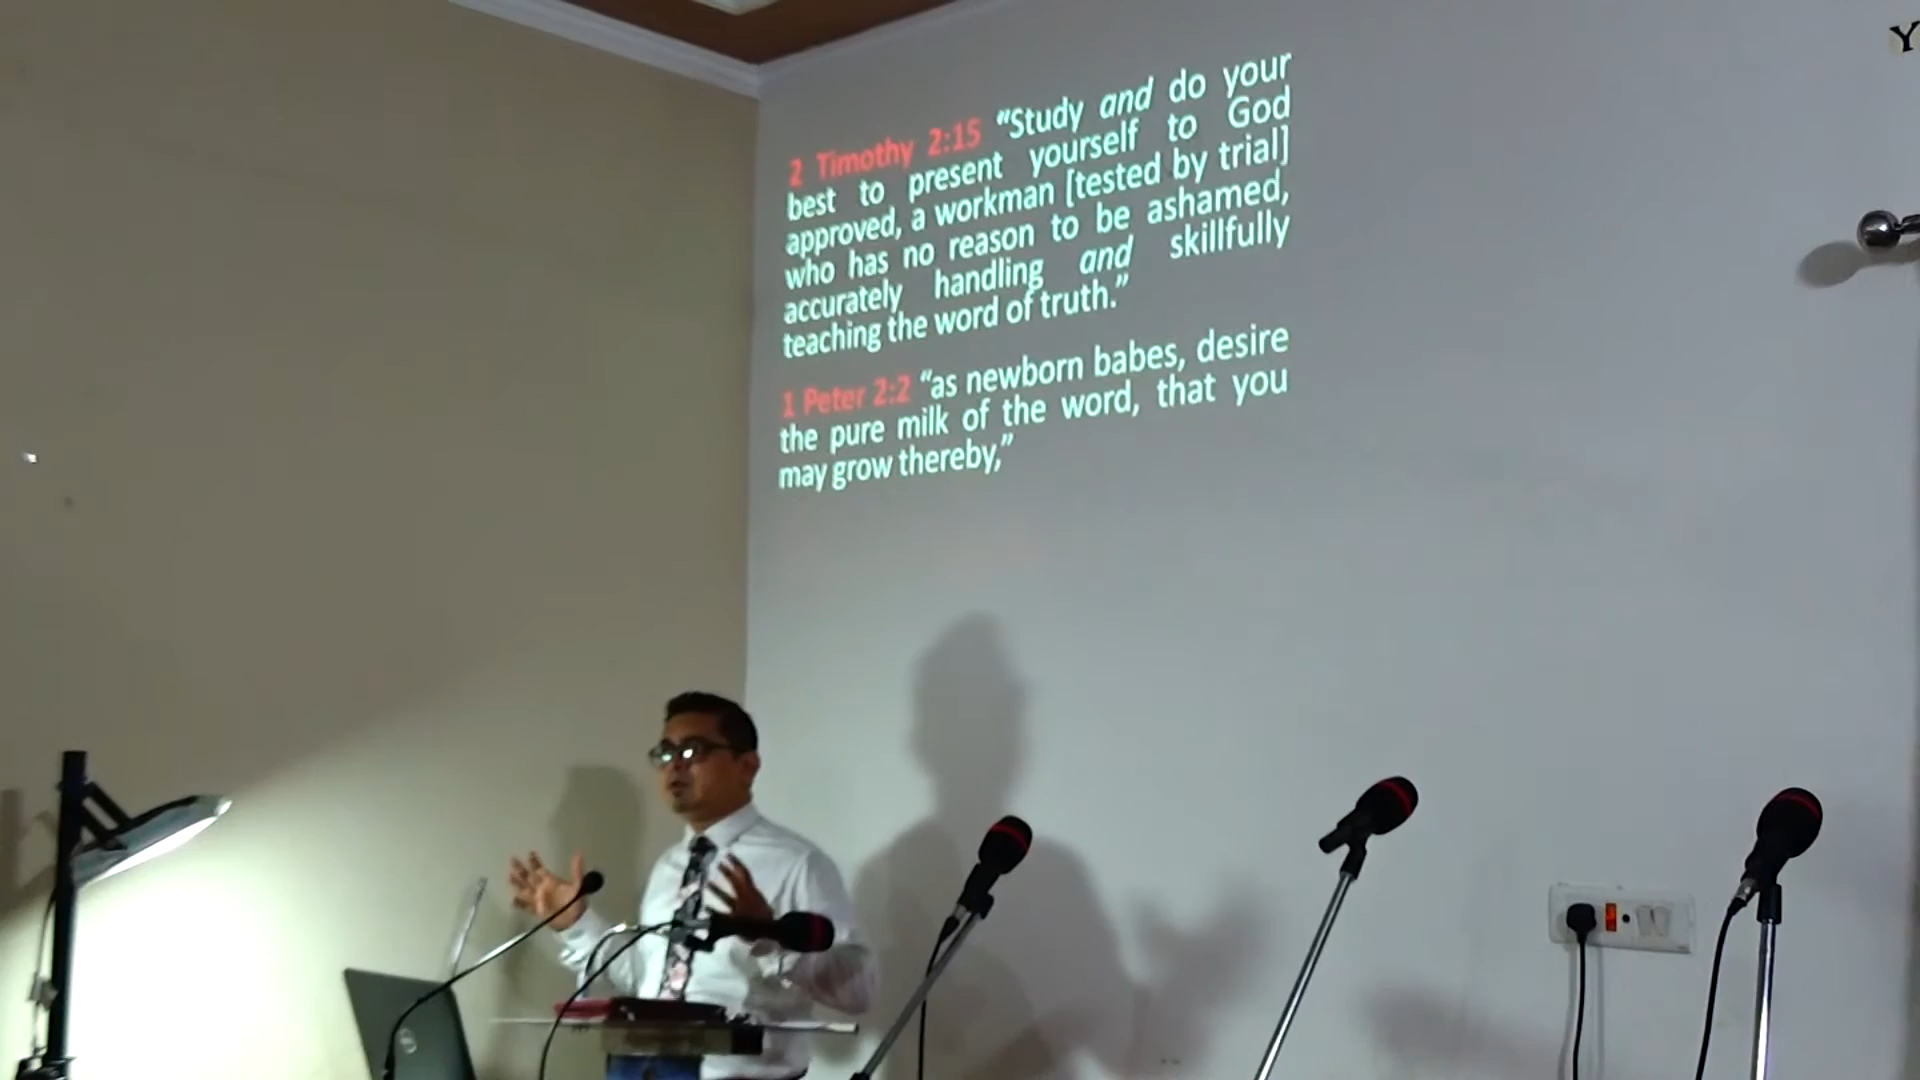 2 Timothy 2:15 “Study and do your
best to present yourself to God
approved, a workman [tested by trial]
who has no reason to be ashamed,
accurately handling and skillfully
teaching the word of truth.”
1 Peter 2:2 “as newborn babes, desire
the pure milk of the word, that you
may grow thereby,”
Y